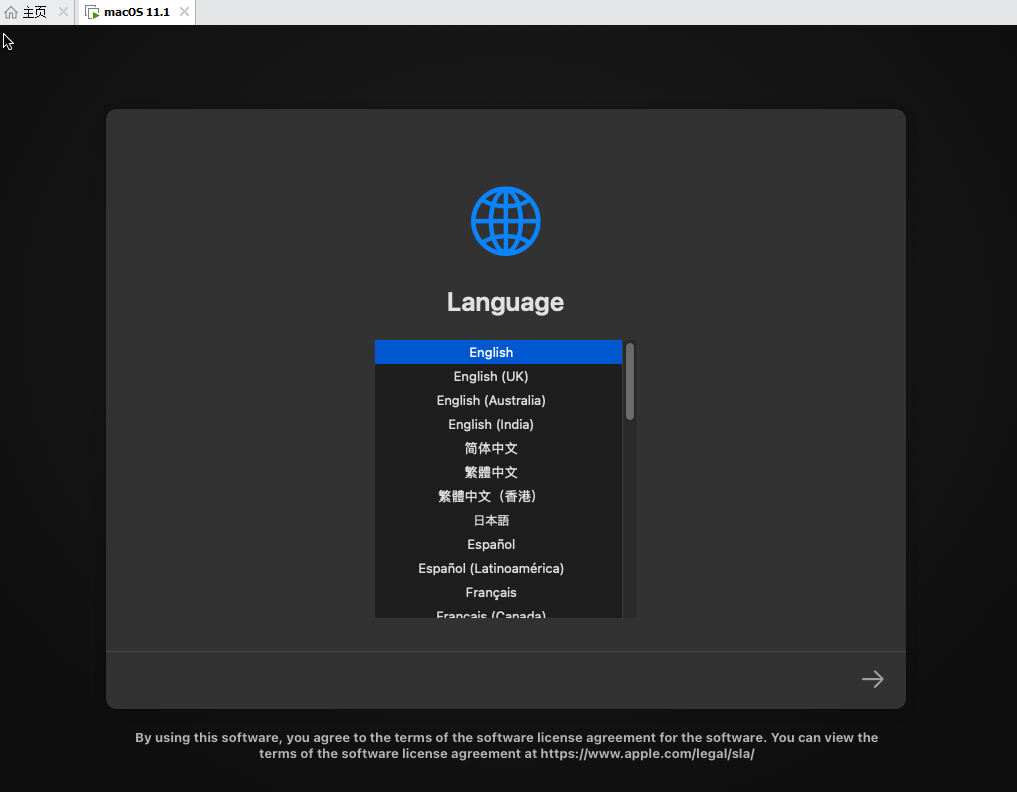 主页
macOS 11.1
Language
English
English (UK)
English (Australia)
English (India)
简体中文
繁體中文
繁體中文（香港）
日本語
Español
Español (Latinoamérica)
Français
Français (Canada)
By using this software, you agree to the terms of the software license agreement for the software. You can view the
terms of the software license agreement at https://www.apple.com/legal/sla/